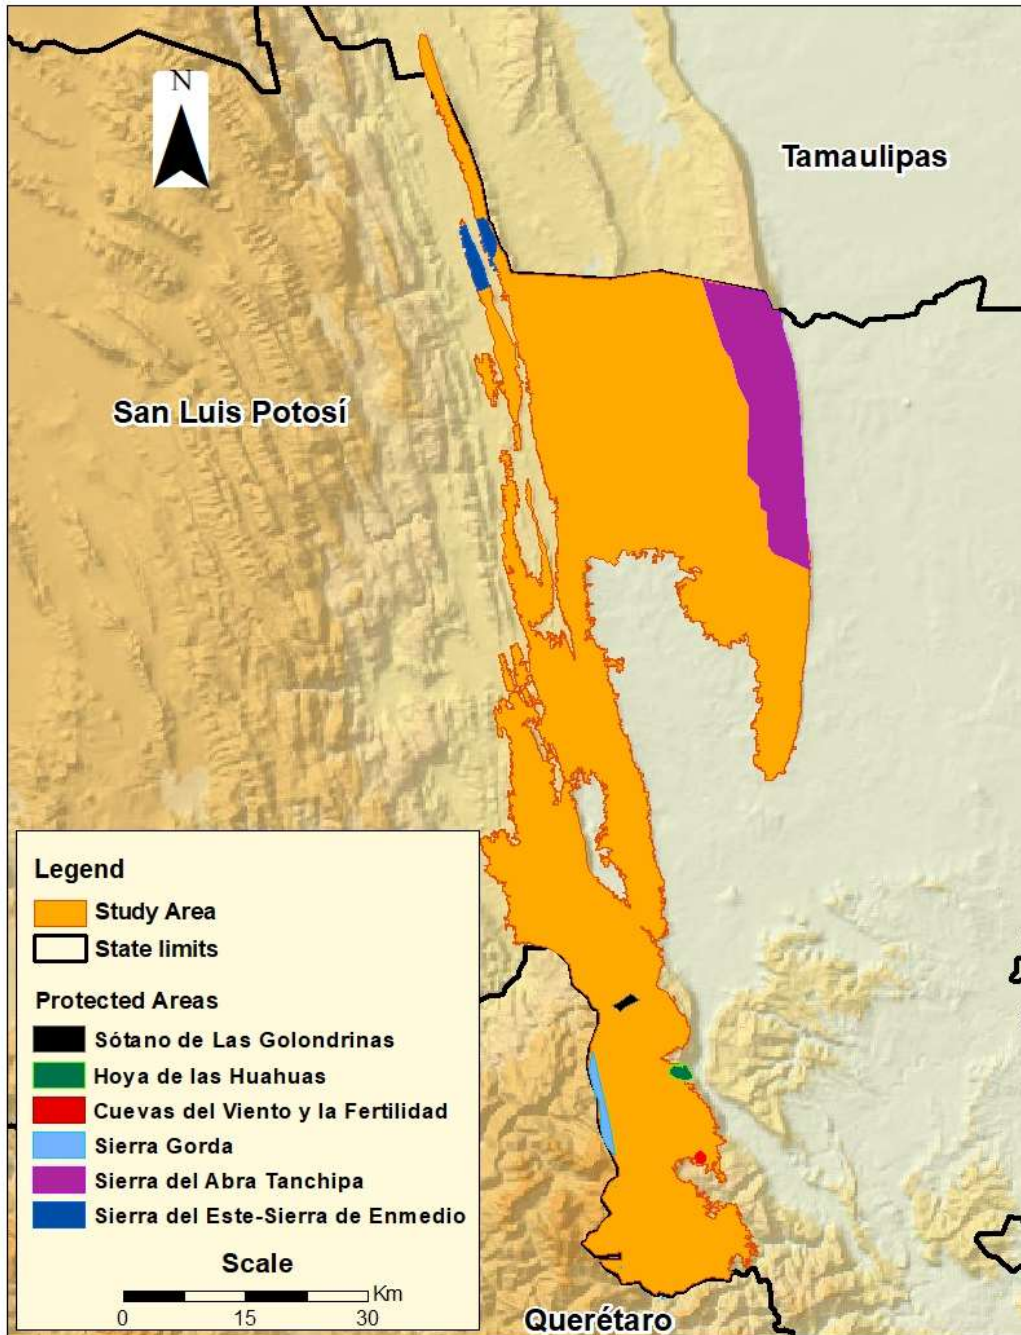 N
Tamaulipas
San Luis Potosí
Legend
Study Area
State limits
Protected Areas
Sótano de Las Golondrinas
Hoya de las Huahuas
Cuevas del Viento y la Fertilidad
Sierra Gorda
Sierra del Abra Tanchipa
Sierra del Este-Sierra de Enmedio
Scale
Km
0 15 30
Querétaro